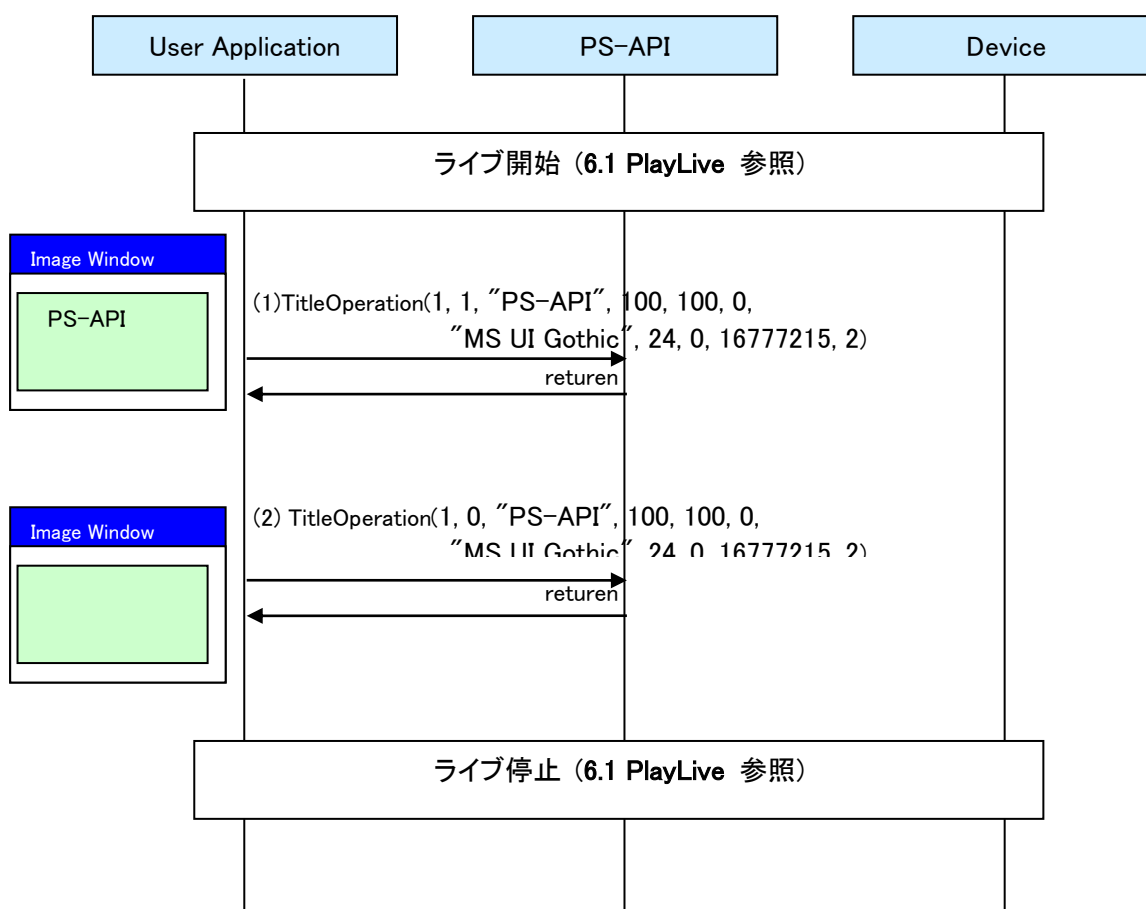 User Application
PS-API
Device
ライブ開始 (6.1 PlayLive 参照)
Image Window
PS-API
(1)TitleOperation(1, 1, "PS-API", 100, 100, 0,
"MS UI Gothic", 24, 0, 16777215, 2)
returen
Image Window
(2) TitleOperation(1, 0, "PS-API", 100, 100, 0,
"MS UI Gothic", 24, 0, 16777215, 2)
returen
ライブ停止 (6.1 PlayLive 参照)